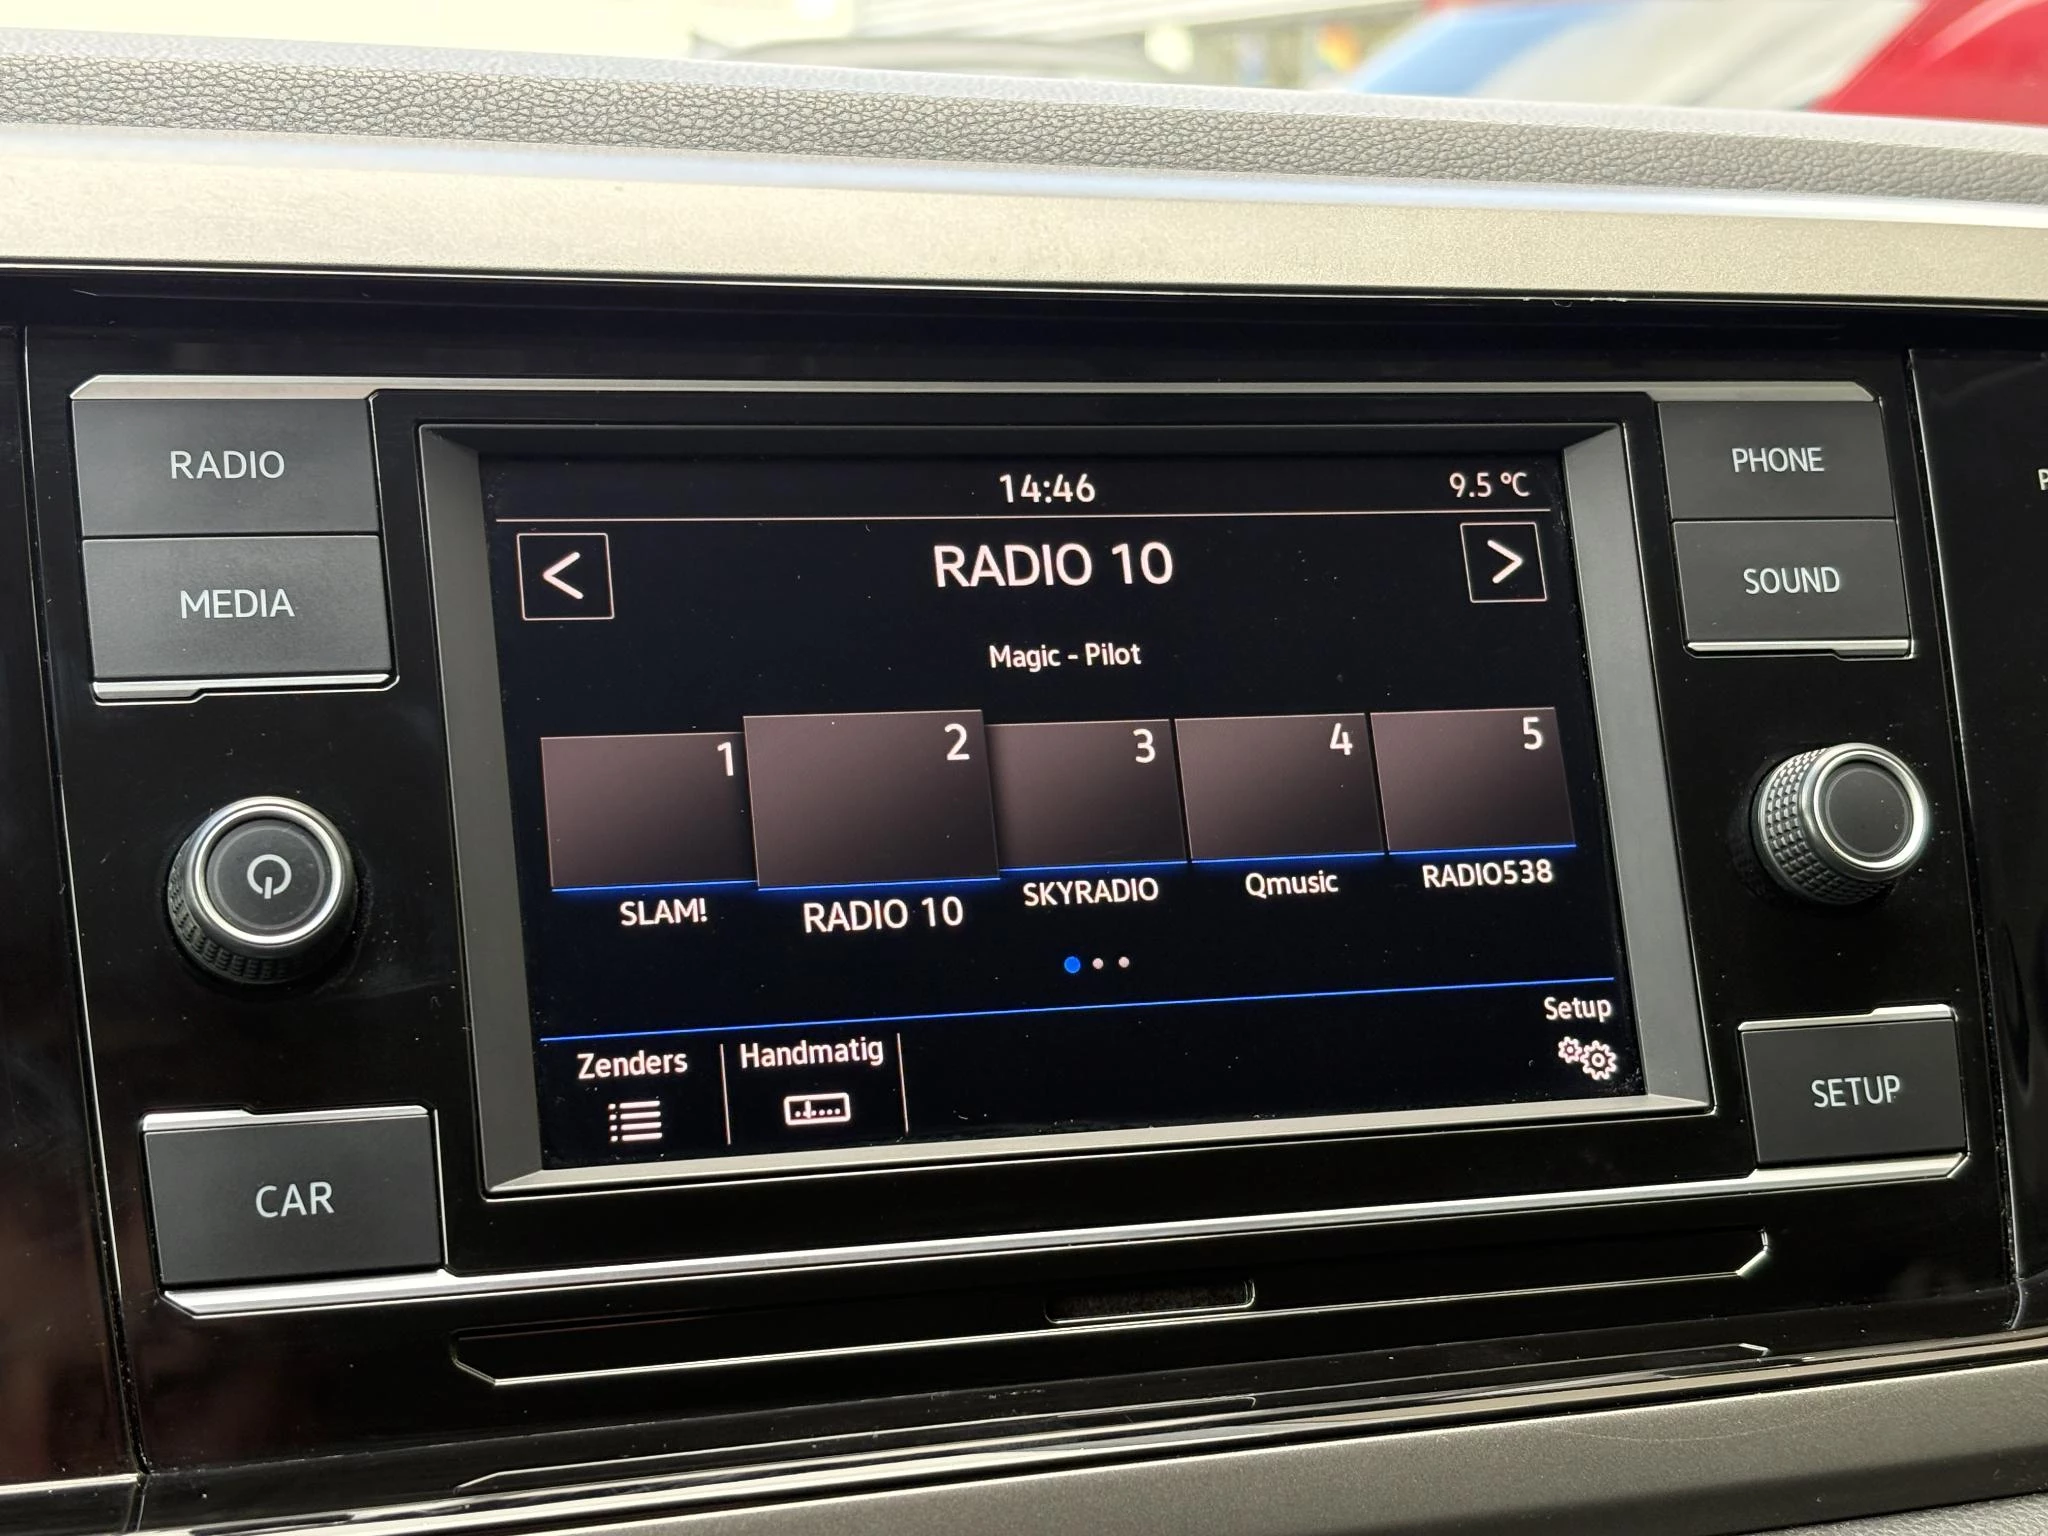 RADIO
MEDIA
CAR
14:46
9.5 °C
<
RADIO 10
>
Magic - Pilot
1
2
3
4
5
SLAM!
RADIO 10
SKYRADIO
Qmusic
RADIO538
Zenders
Handmatig
Setup
PHONE
SOUND
SETUP